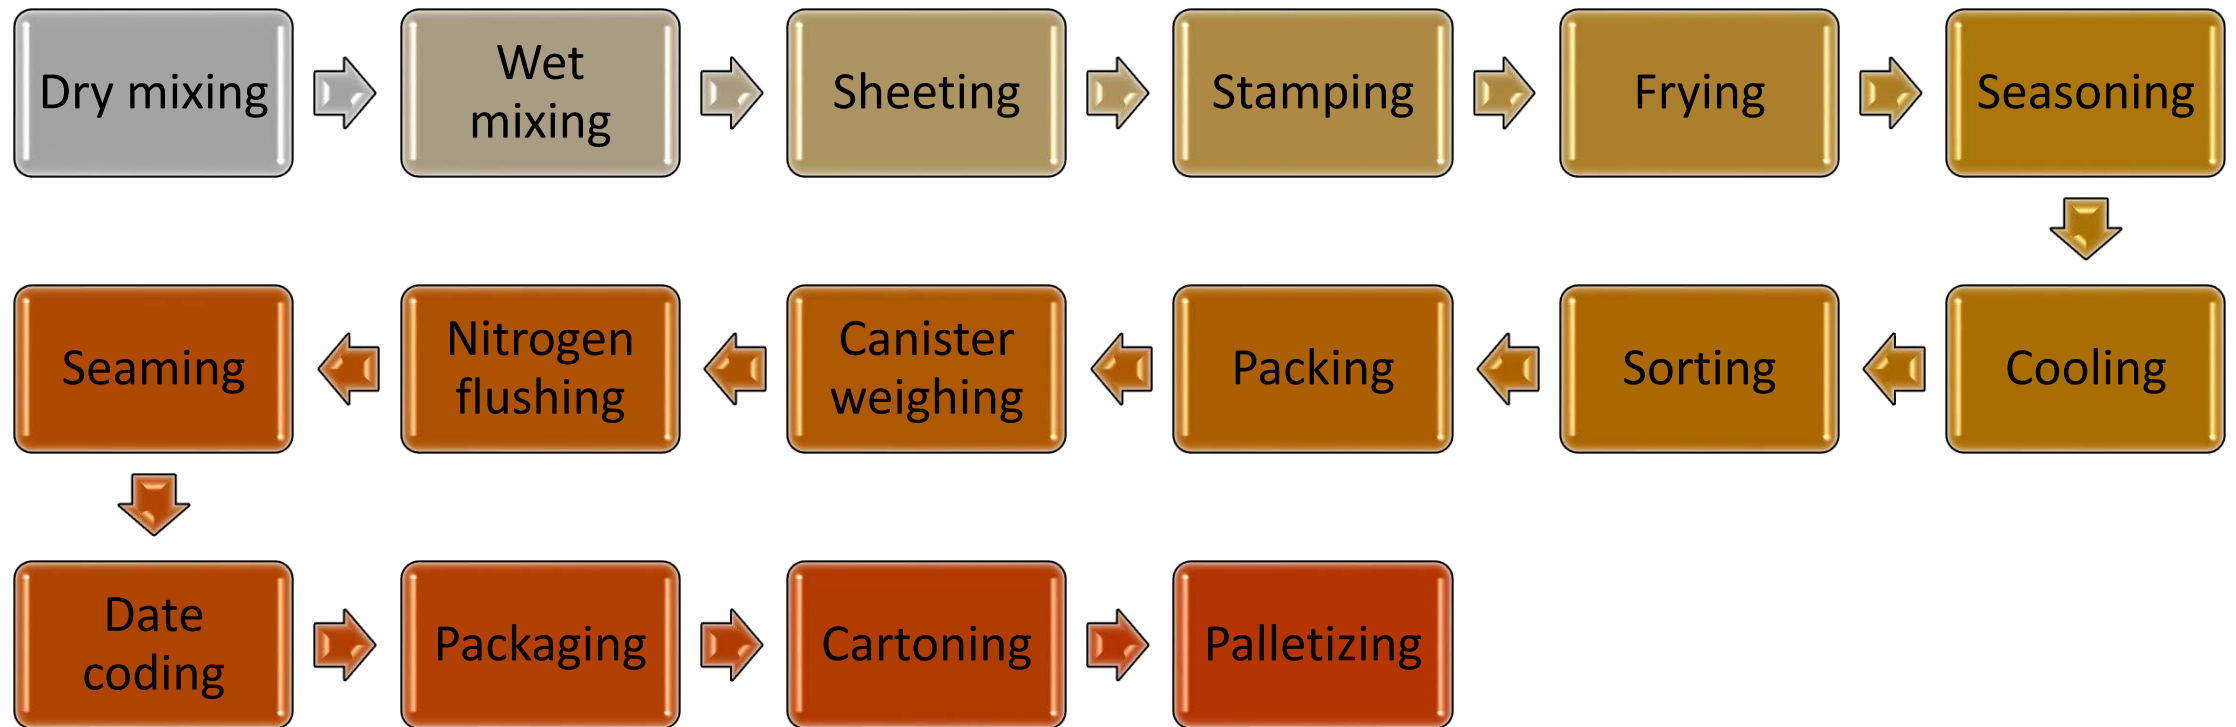 Dry mixing
Wet
mixing
Sheeting
Stamping
Frying
Seasoning
Cooling
Sorting
Packing
Canister
weighing
Nitrogen
flushing
Seaming
Date
coding
Packaging
Cartoning
Palletizing